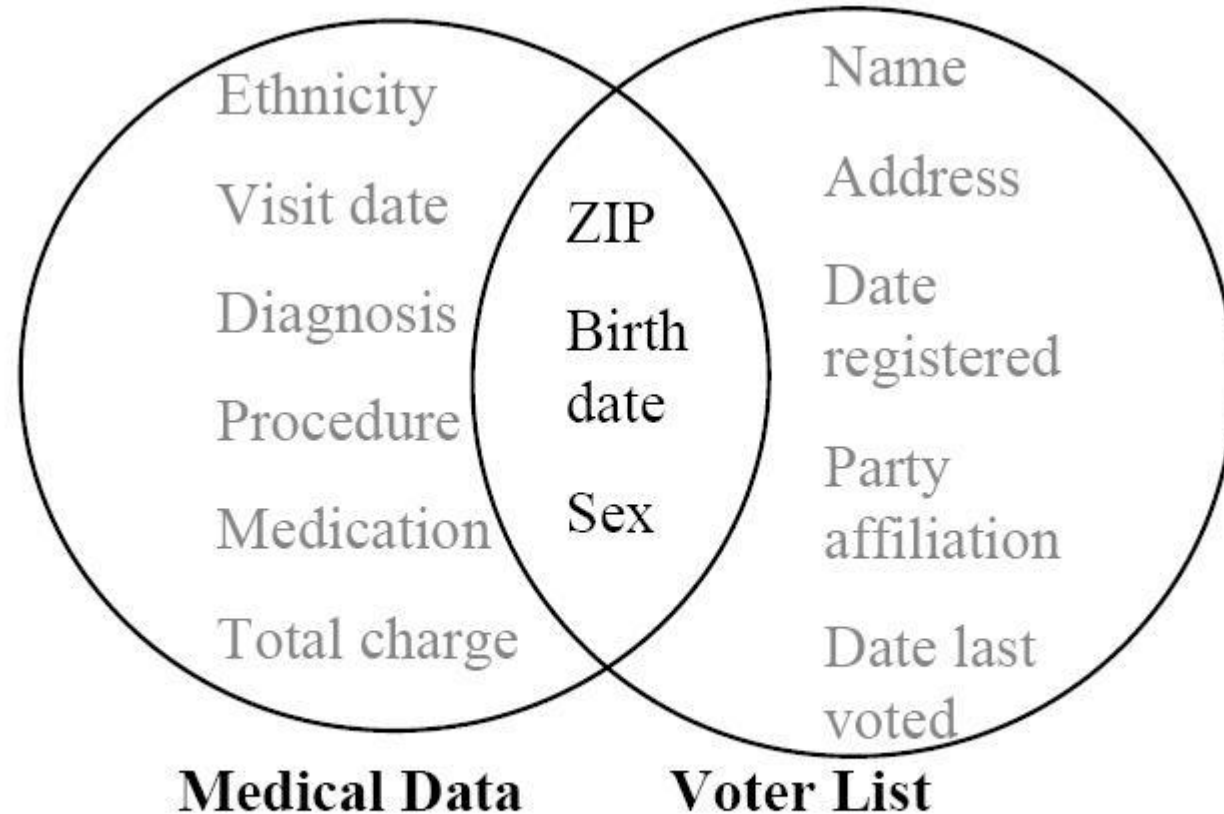 Ethnicity
Visit date
Diagnosis
Procedure
Medication
Total charge
ZIP
Birth
date
Sex
Name
Address
Date
registered
Party
affiliation
Date last
voted
Medical Data
Voter List